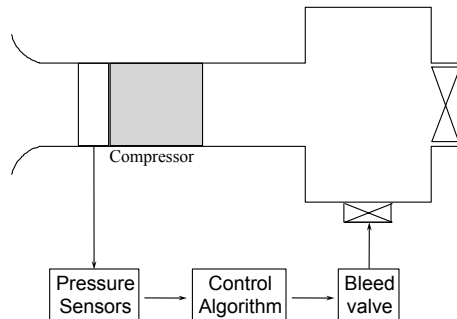 Compressor
Pressure
Sensors
Control
Algorithm
Bleed
valve